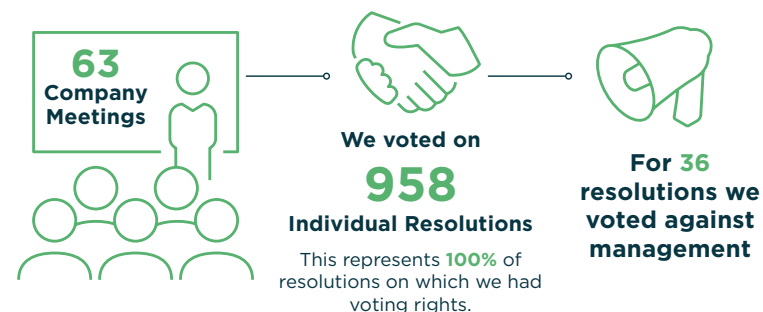 63
Company
Meetings
We voted on
958
Individual Resolutions
This represents 100% of
resolutions on which we had
voting rights.
For 36
resolutions we
voted against
management